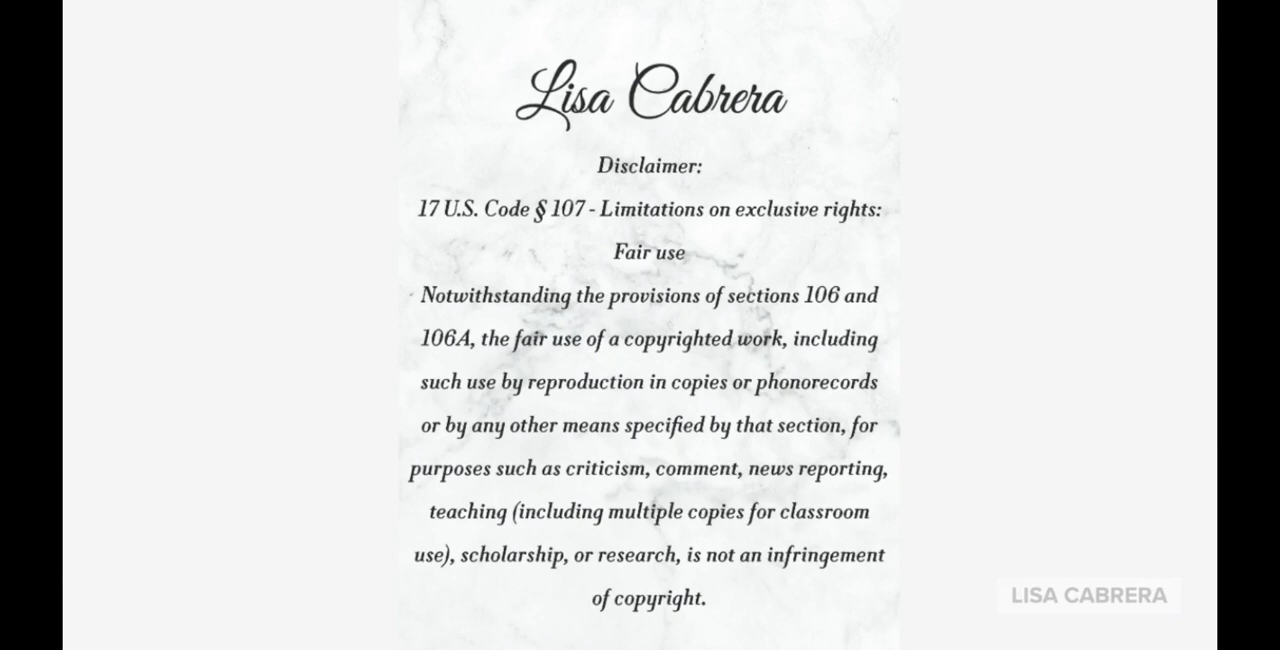 Lisa Cabrera
Disclaimer:
17 U.S. Code § 107 - Limitations on exclusive rights:
Fair use
Notwithstanding the provisions of sections 106 and
106A, the fair use of a copyrighted work, including
such use by reproduction in copies or phonorecords
or by any other means specified by that section, for
purposes such as criticism, comment, news reporting,
teaching (including multiple copies for classroom
use), scholarship, or research, is not an infringement
of copyright.
LISA CABRERA